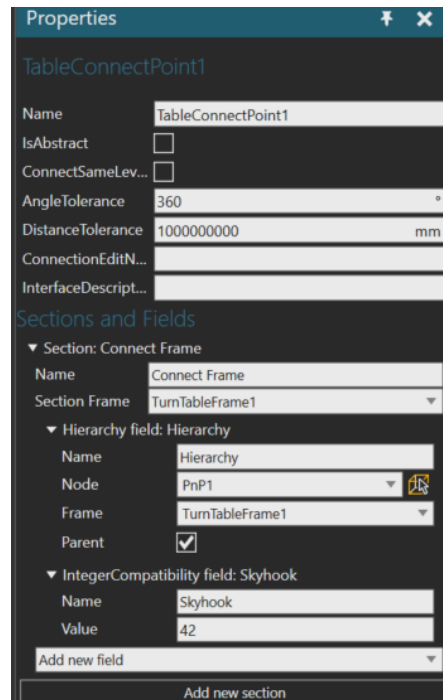 Properties
TableConnectPoint1
Name TableConnectPoint1
IsAbstract
ConnectSameLev...
AngleTolerance 360 °
DistanceTolerance 1000000000 mm
ConnectionEditN...
InterfaceDescript...
Sections and Fields
Section: Connect Frame
Name Connect Frame
Section Frame TurnTableFrame1
Hierarchy field: Hierarchy
Name Hierarchy
Node PnP1
Frame TurnTableFrame1
Parent
IntegerCompatibility field: Skyhook
Name Skyhook
Value 42
Add new field
Add new section